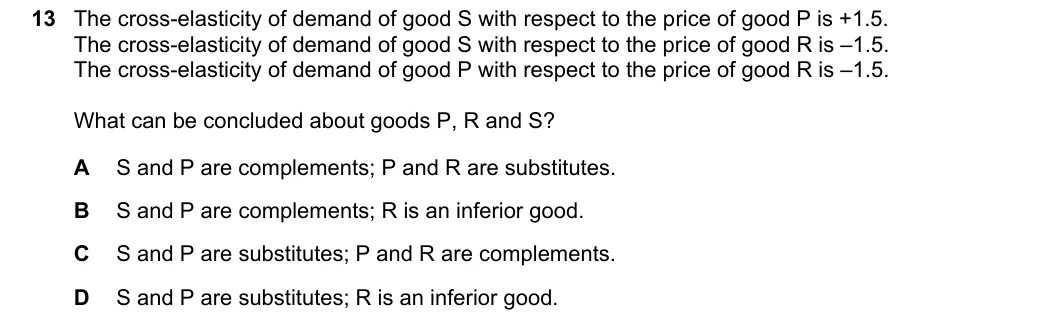 13 The cross-elasticity of demand of good S with respect to the price of good P is +1.5.
The cross-elasticity of demand of good S with respect to the price of good R is –1.5.
The cross-elasticity of demand of good P with respect to the price of good R is –1.5.
What can be concluded about goods P, R and S?
A S and P are complements; P and R are substitutes.
B S and P are complements; R is an inferior good.
C S and P are substitutes; P and R are complements.
D S and P are substitutes; R is an inferior good.